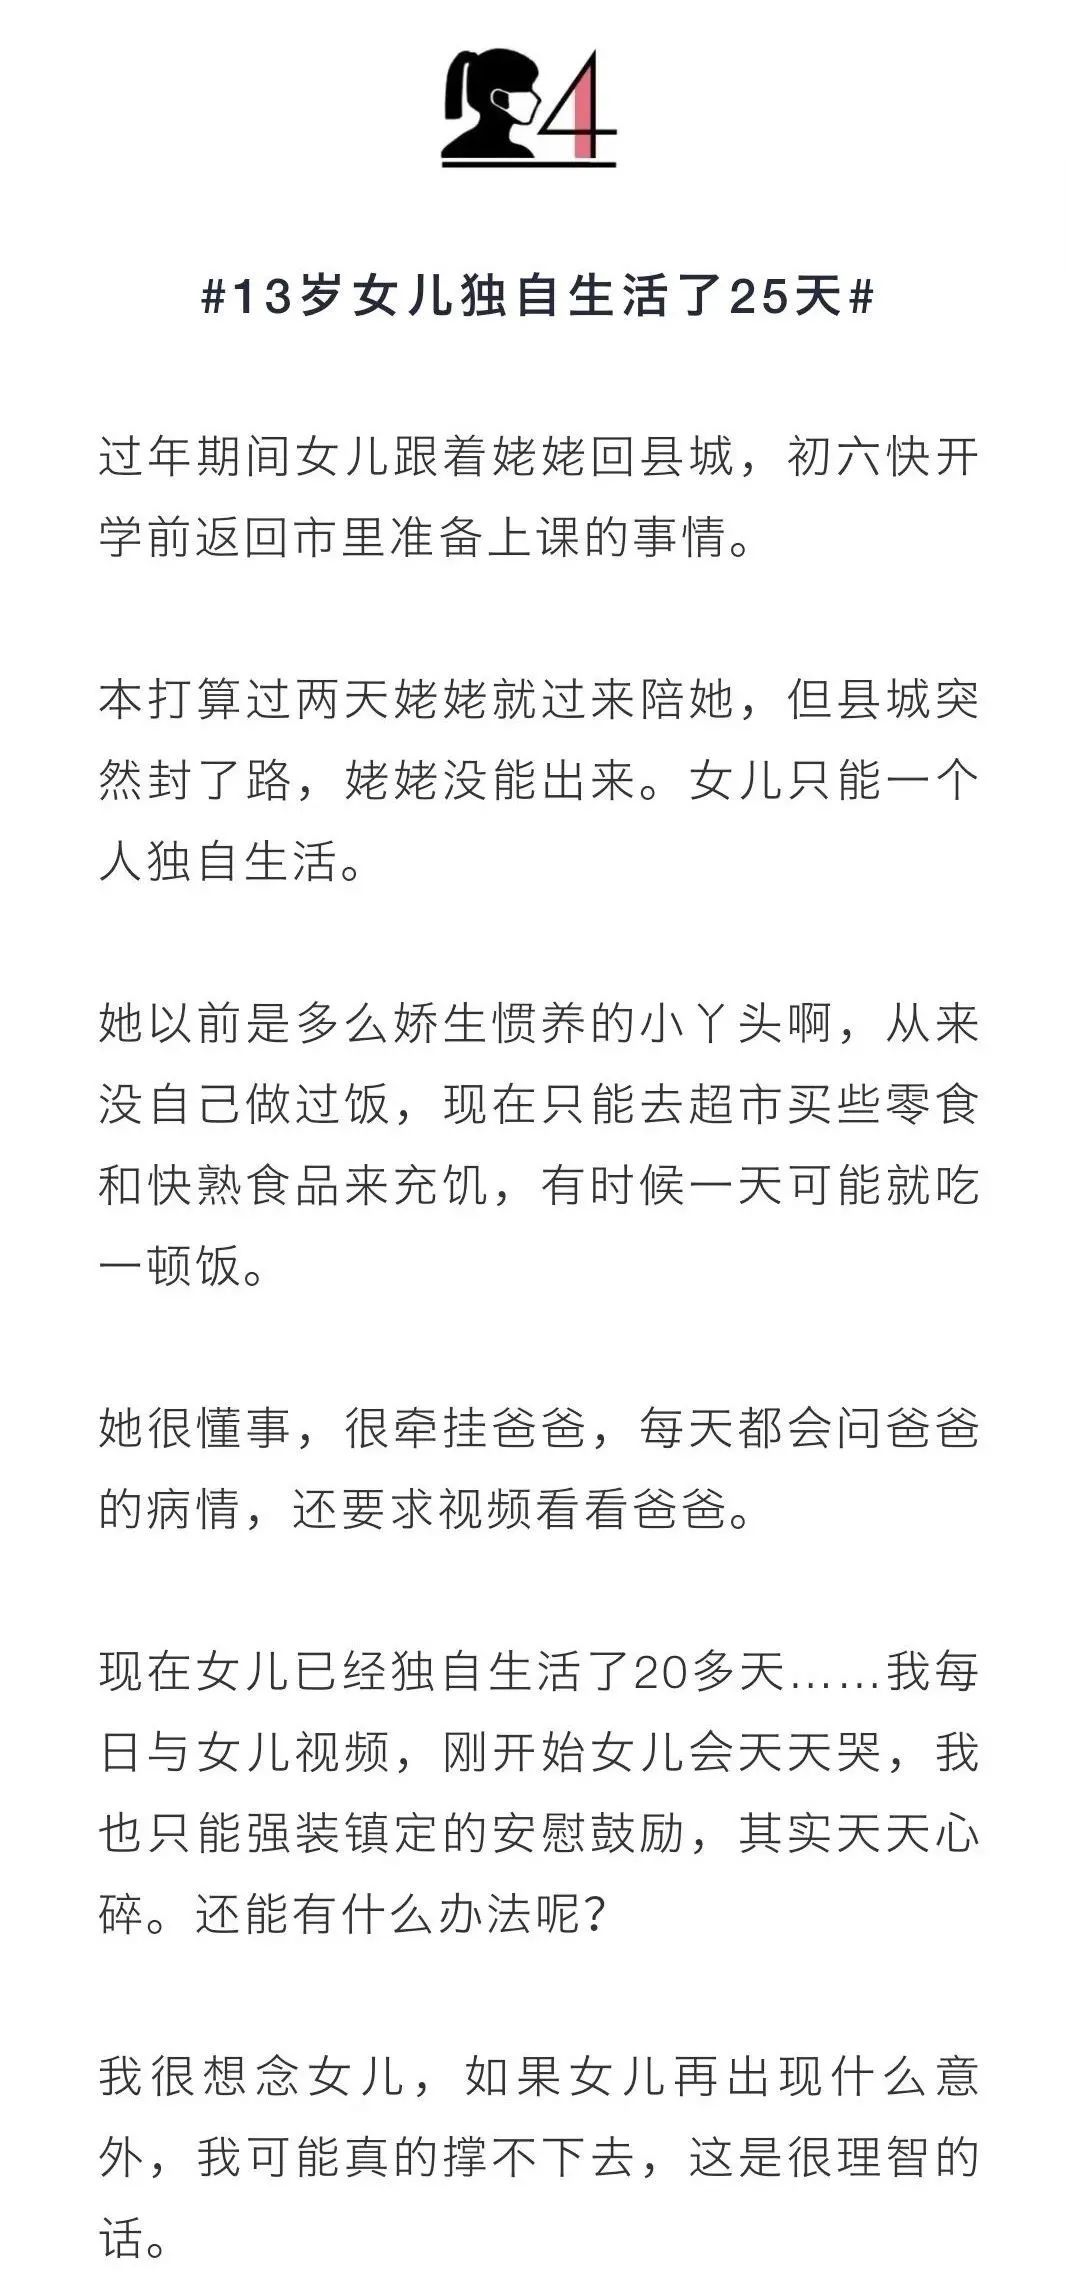 4
#13岁女儿独自生活了25天#
过年期间女儿跟着姥姥回县城，初六快开
学前返回市里准备上课的事情。
本打算过两天姥姥就过来陪她，但县城突
然封了路，姥姥没能出来。女儿只能一个
人独自生活。
她以前是多么娇生惯养的小丫头啊，从来
没自己做过饭，现在只能去超市买些零食
和快熟食品来充饥，有时候一天可能就吃
一顿饭。
她很懂事，很牵挂爸爸，每天都会问爸爸
的病情，还要求视频看看爸爸。
现在女儿已经独自生活了20多天……我每
日与女儿视频，刚开始女儿会天天哭，我
也只能强装镇定的安慰鼓励，其实天天心
碎。还能有什么办法呢？
我很想念女儿，如果女儿再出现什么意
外，我可能真的撑不下去，这是很理智的
话。